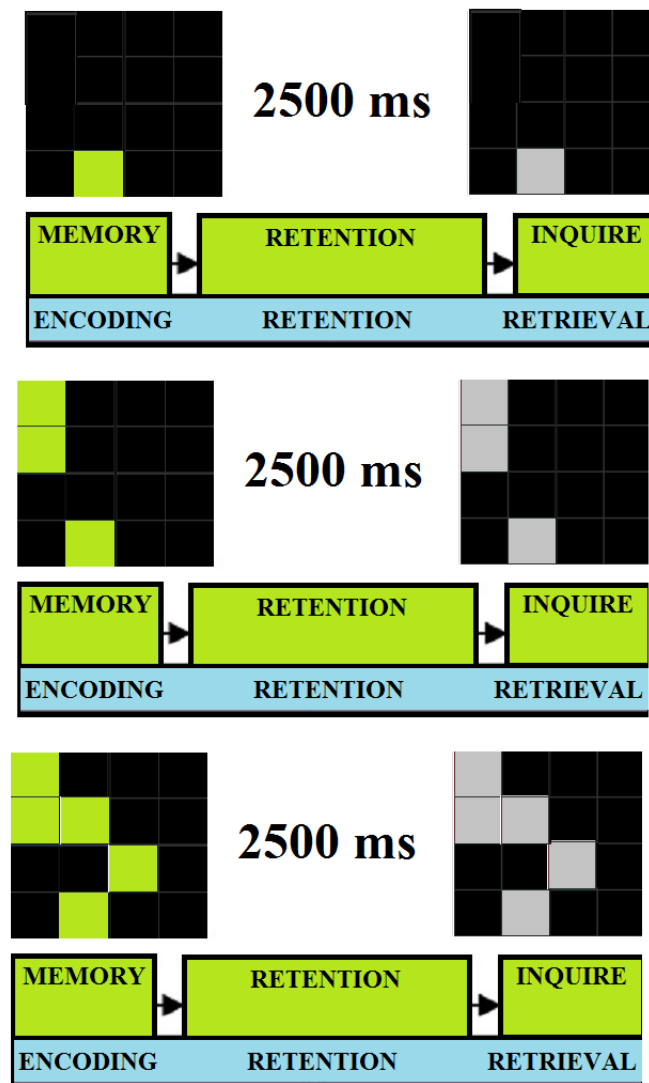 2500 ms
MEMORY RETENTION INQUIRE
ENCODING RETENTION RETRIEVAL
2500 ms
MEMORY RETENTION INQUIRE
ENCODING RETENTION RETRIEVAL
2500 ms
MEMORY RETENTION INQUIRE
ENCODING RETENTION RETRIEVAL